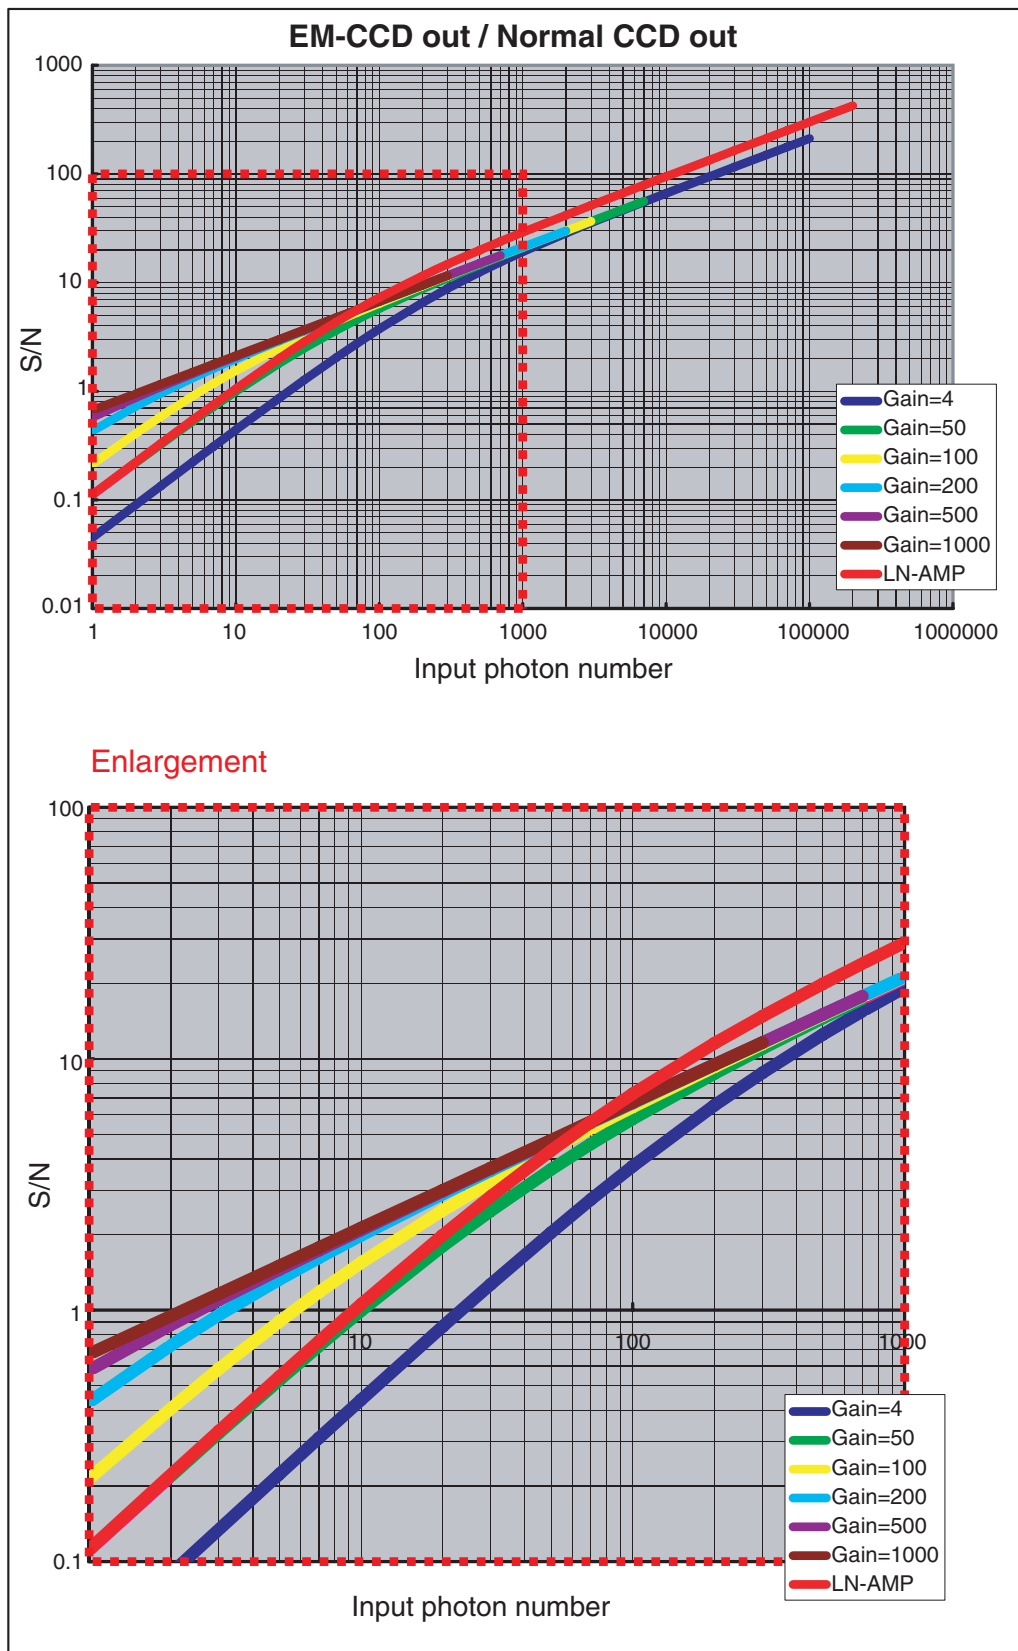 EM-CCD out / Normal CCD out
1000
100
10
1
0.1
0.01
S/N
1 10 100 1000 10000 100000 1000000
Input photon number
Gain=4
Gain=50
Gain=100
Gain=200
Gain=500
Gain=1000
LN-AMP
Enlargement
100
10
1
0.1
S/N
10 100 1000
Gain=4
Gain=50
Gain=100
Gain=200
Gain=500
Gain=1000
LN-AMP
Input photon number